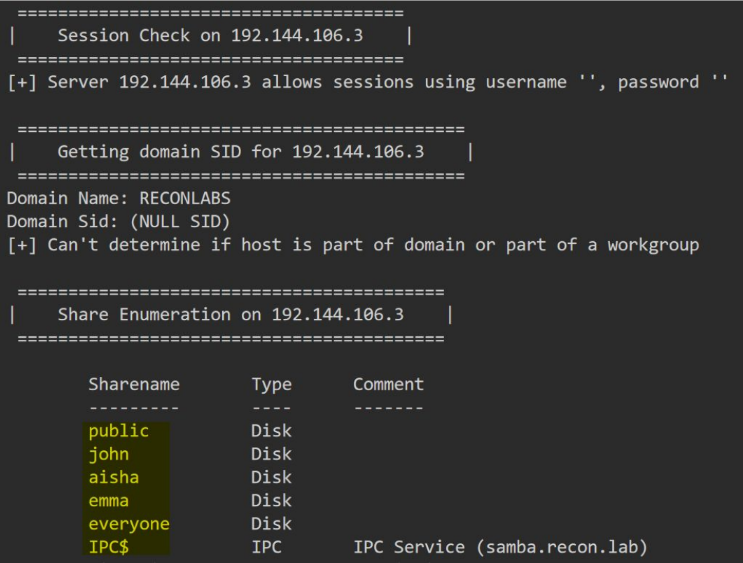 =====================================
|    Session Check on 192.144.106.3    |
=====================================
[+] Server 192.144.106.3 allows sessions using username '', password ''
===========================================
|    Getting domain SID for 192.144.106.3    |
===========================================
Domain Name: RECONLABS
Domain Sid: (NULL SID)
[+] Can't determine if host is part of domain or part of a workgroup
=========================================
|    Share Enumeration on 192.144.106.3    |
=========================================
Sharename       Type      Comment
---------       ----      -------
public          Disk
john            Disk
aisha           Disk
emma            Disk
everyone        Disk
IPC$            IPC       IPC Service (samba.recon.lab)